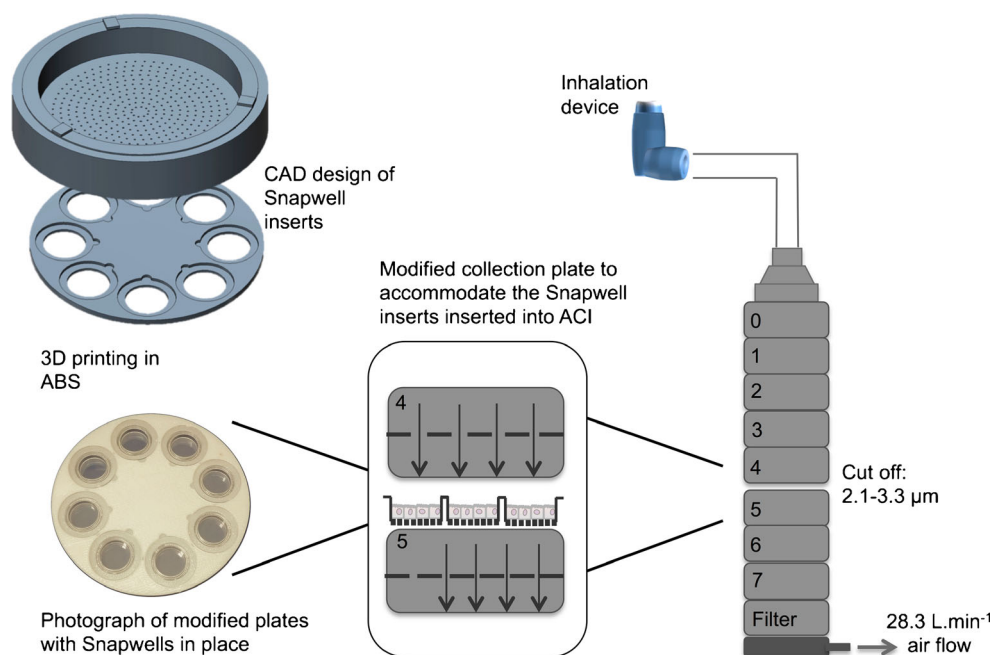 Inhalation
device
CAD design of
Snapwell
inserts
Modified collection plate to
accommodate the Snapwell
inserts inserted into ACI
3D printing in
ABS
Photograph of modified plates
with Snapwells in place
4
5
0
1
2
3
4
5
6
7
Filter
Cut off:
2.1-3.3 µm
28.3 L.min⁻¹
air flow